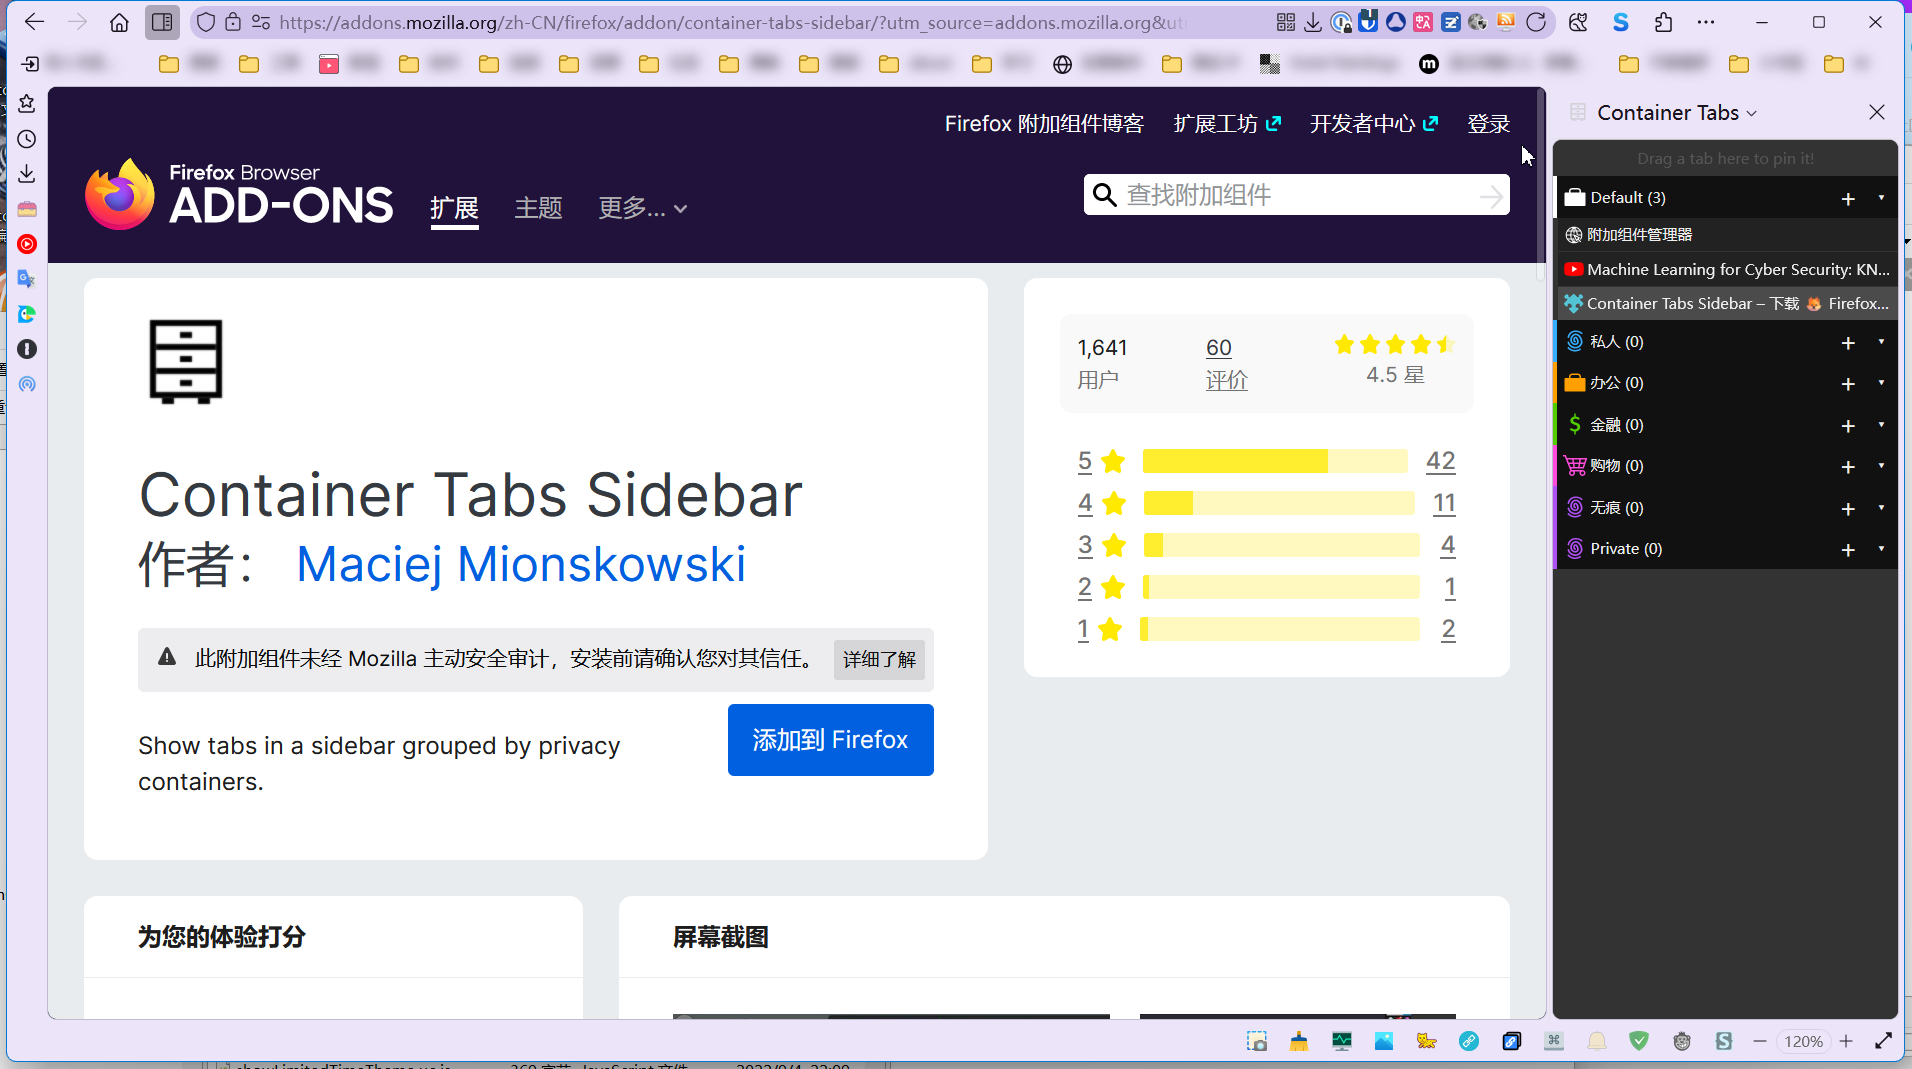 https://addons.mozilla.org/zh-CN/firefox/addon/container-tabs-sidebar/?utm_source=addons.mozilla.org&ut
Firefox 附加组件博客
扩展工坊
开发者中心
登录
Firefox Browser
ADD-ONS
扩展
主题
更多...
查找附加组件
Container Tabs Sidebar
作者： Maciej Mionskowski
此附加组件未经 Mozilla 主动安全审计，安装前请确认您对其信任。
详细了解
Show tabs in a sidebar grouped by privacy
containers.
添加到 Firefox
1,641
用户
60
评价
4.5 星
5 42
4 11
3 4
2 1
1 2
为您的体验打分
屏幕截图
Container Tabs
Drag a tab here to pin it!
Default (3)
附加组件管理器
Machine Learning for Cyber Security: KN...
Container Tabs Sidebar – 下载 🦊 Firefox...
私人 (0)
办公 (0)
金融 (0)
购物 (0)
无痕 (0)
Private (0)
120%